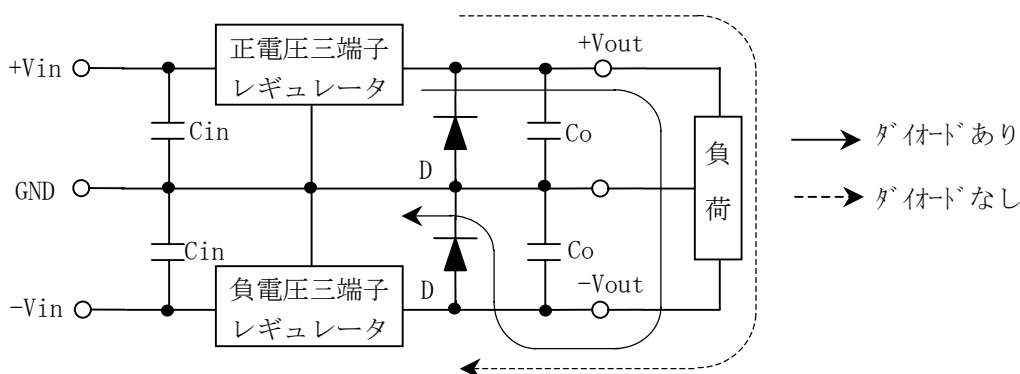 正電圧三端子
レギュレータ
+Vin
+Vout
Cin
Co
D
GND
負
荷
ﾀﾞｲｵｰﾄﾞあり
ﾀﾞｲｵｰﾄﾞなし
Cin
Co
D
-Vin
-Vout
負電圧三端子
レギュレータ